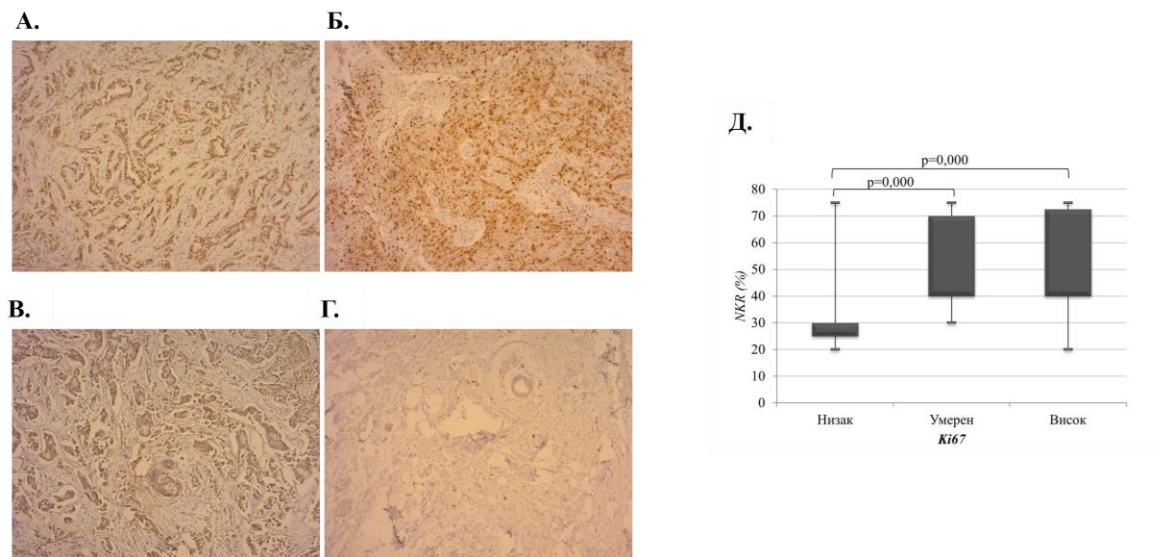 А.
Б.
В.
Г.
Д.
p=0,000
p=0,000
80
70
60
50
40
30
20
10
0
NKR (%)
Низак
Умерен
Висок
Ki67